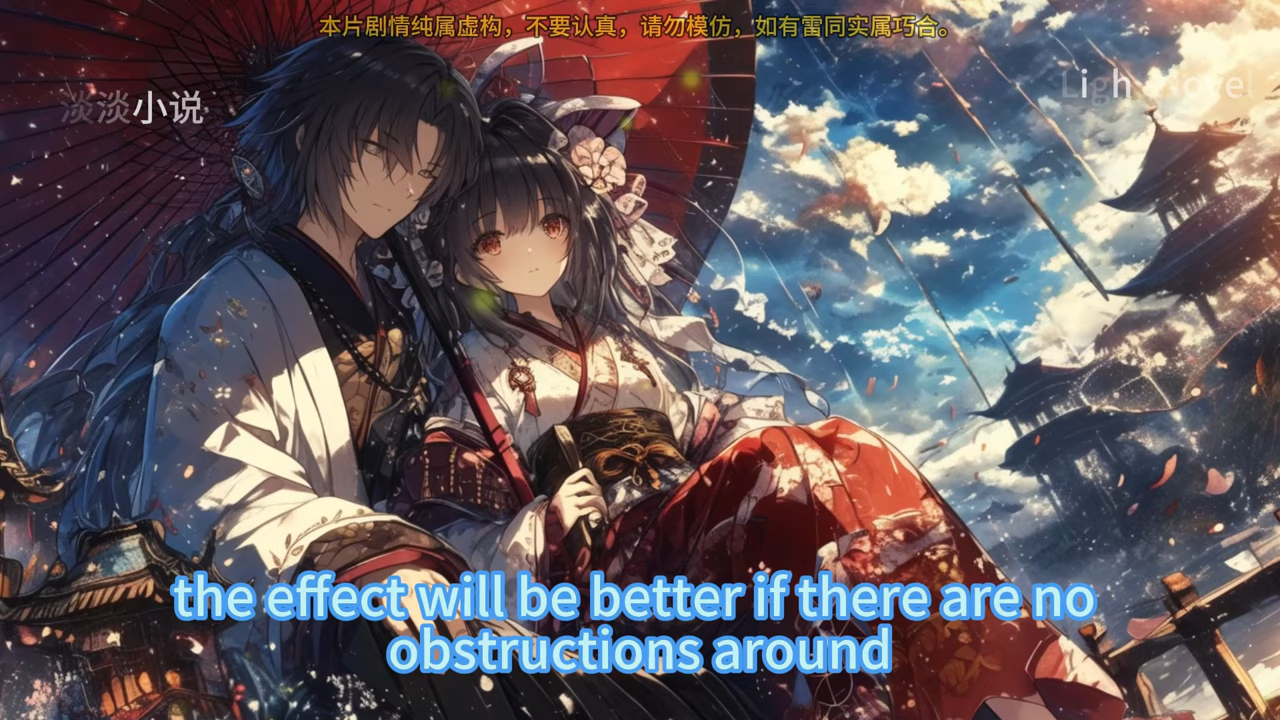 本片剧情纯属虚构，不要认真，请勿模仿，如有雷同实属巧合。
淡淡小说
Light Novel
the effect will be better if there are no
obstructions around